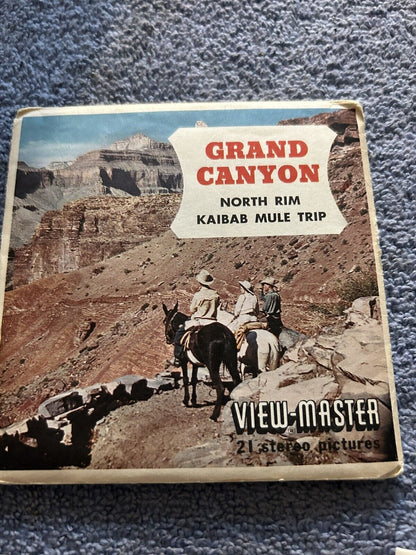 GRAND
CANYON
NORTH RIM
KAIBAB MULE TRIP
VIEW-MASTER
21 stereo pictures